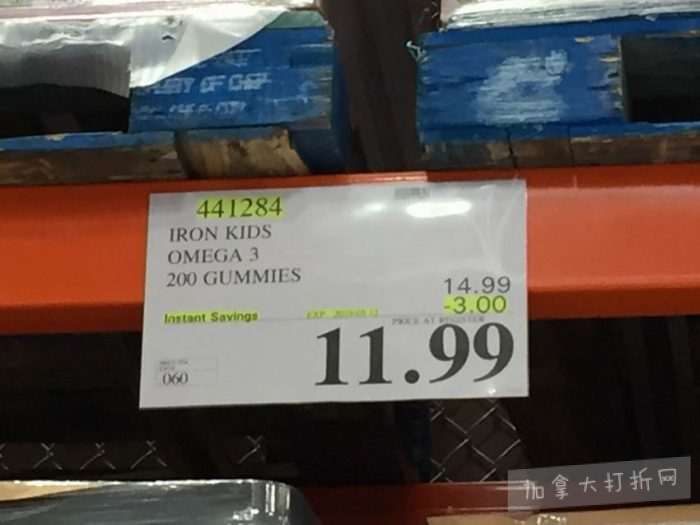 441284
IRON KIDS
OMEGA 3
200 GUMMIES
14.99
Instant Savings
-3.00
PRICE AT REGISTER
11.99
060
加拿大打折网